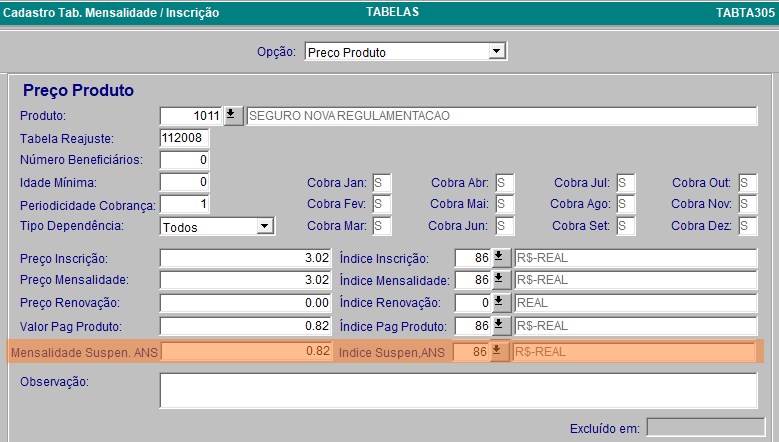 Cadastro Tab. Mensalidade / Inscrição TABELAS TABTA305
Opção: Preço Produto
Preço Produto
Produto: 1011 SEGURO NOVA REGULAMENTACAO
Tabela Reajuste: 112008
Número Beneficiários: 0
Idade Mínima: 0 Cobra Jan: S Cobra Abr: S Cobra Jul: S Cobra Out: S
Periodicidade Cobrança: 1 Cobra Fev: S Cobra Mai: S Cobra Ago: S Cobra Nov: S
Tipo Dependência: Todos Cobra Mar: S Cobra Jun: S Cobra Set: S Cobra Dez: S
Preço Inscrição: 3.02 Índice Inscrição: 86 R$-REAL
Preço Mensalidade: 3.02 Índice Mensalidade: 86 R$-REAL
Preço Renovação: 0.00 Índice Renovação: 0 REAL
Valor Pag Produto: 0.82 Índice Pag Produto: 86 R$-REAL
Mensalidade Suspen. ANS 0.82 Indice Suspen,ANS 86 R$-REAL
Observação:
Excluído em: